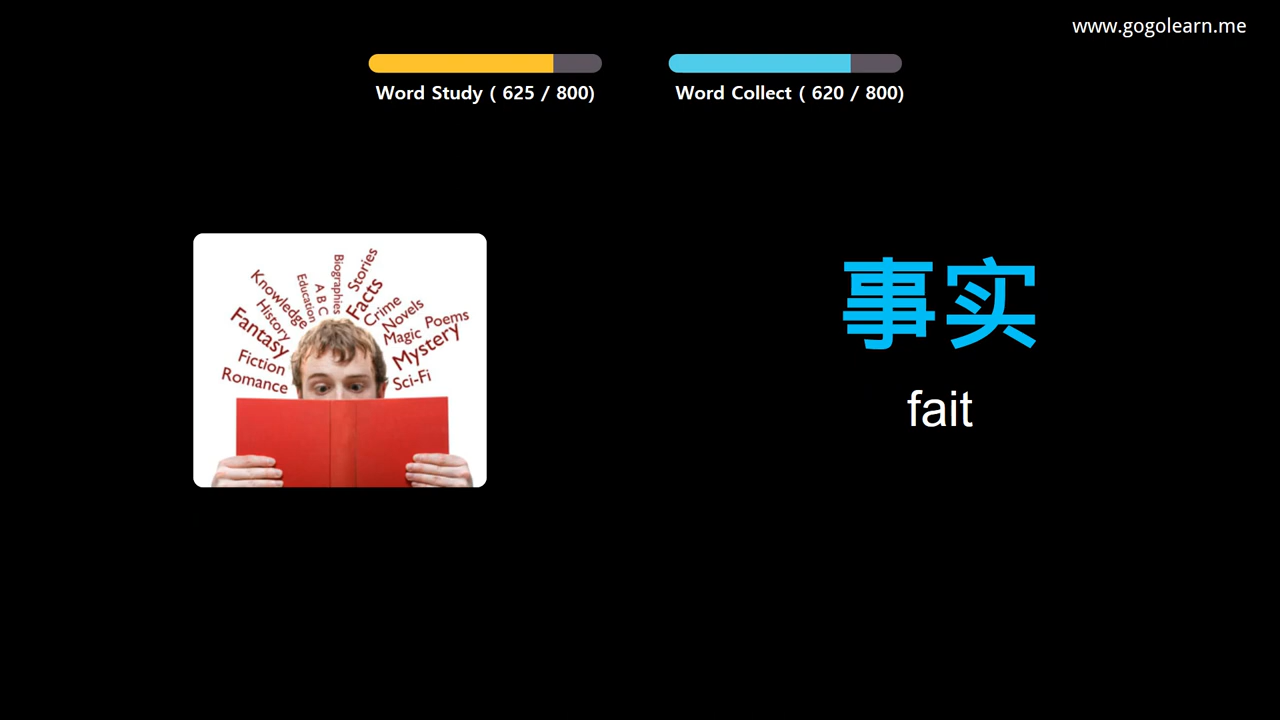 www.gogolearn.me
Word Study ( 625 / 800)
Word Collect ( 620 / 800)
事实
fait
Stories
Biographies
Facts
Knowledge
Education
A B C
Crime
Novels
History
Poems
Fantasy
Magic
Mystery
Fiction
Sci-Fi
Romance